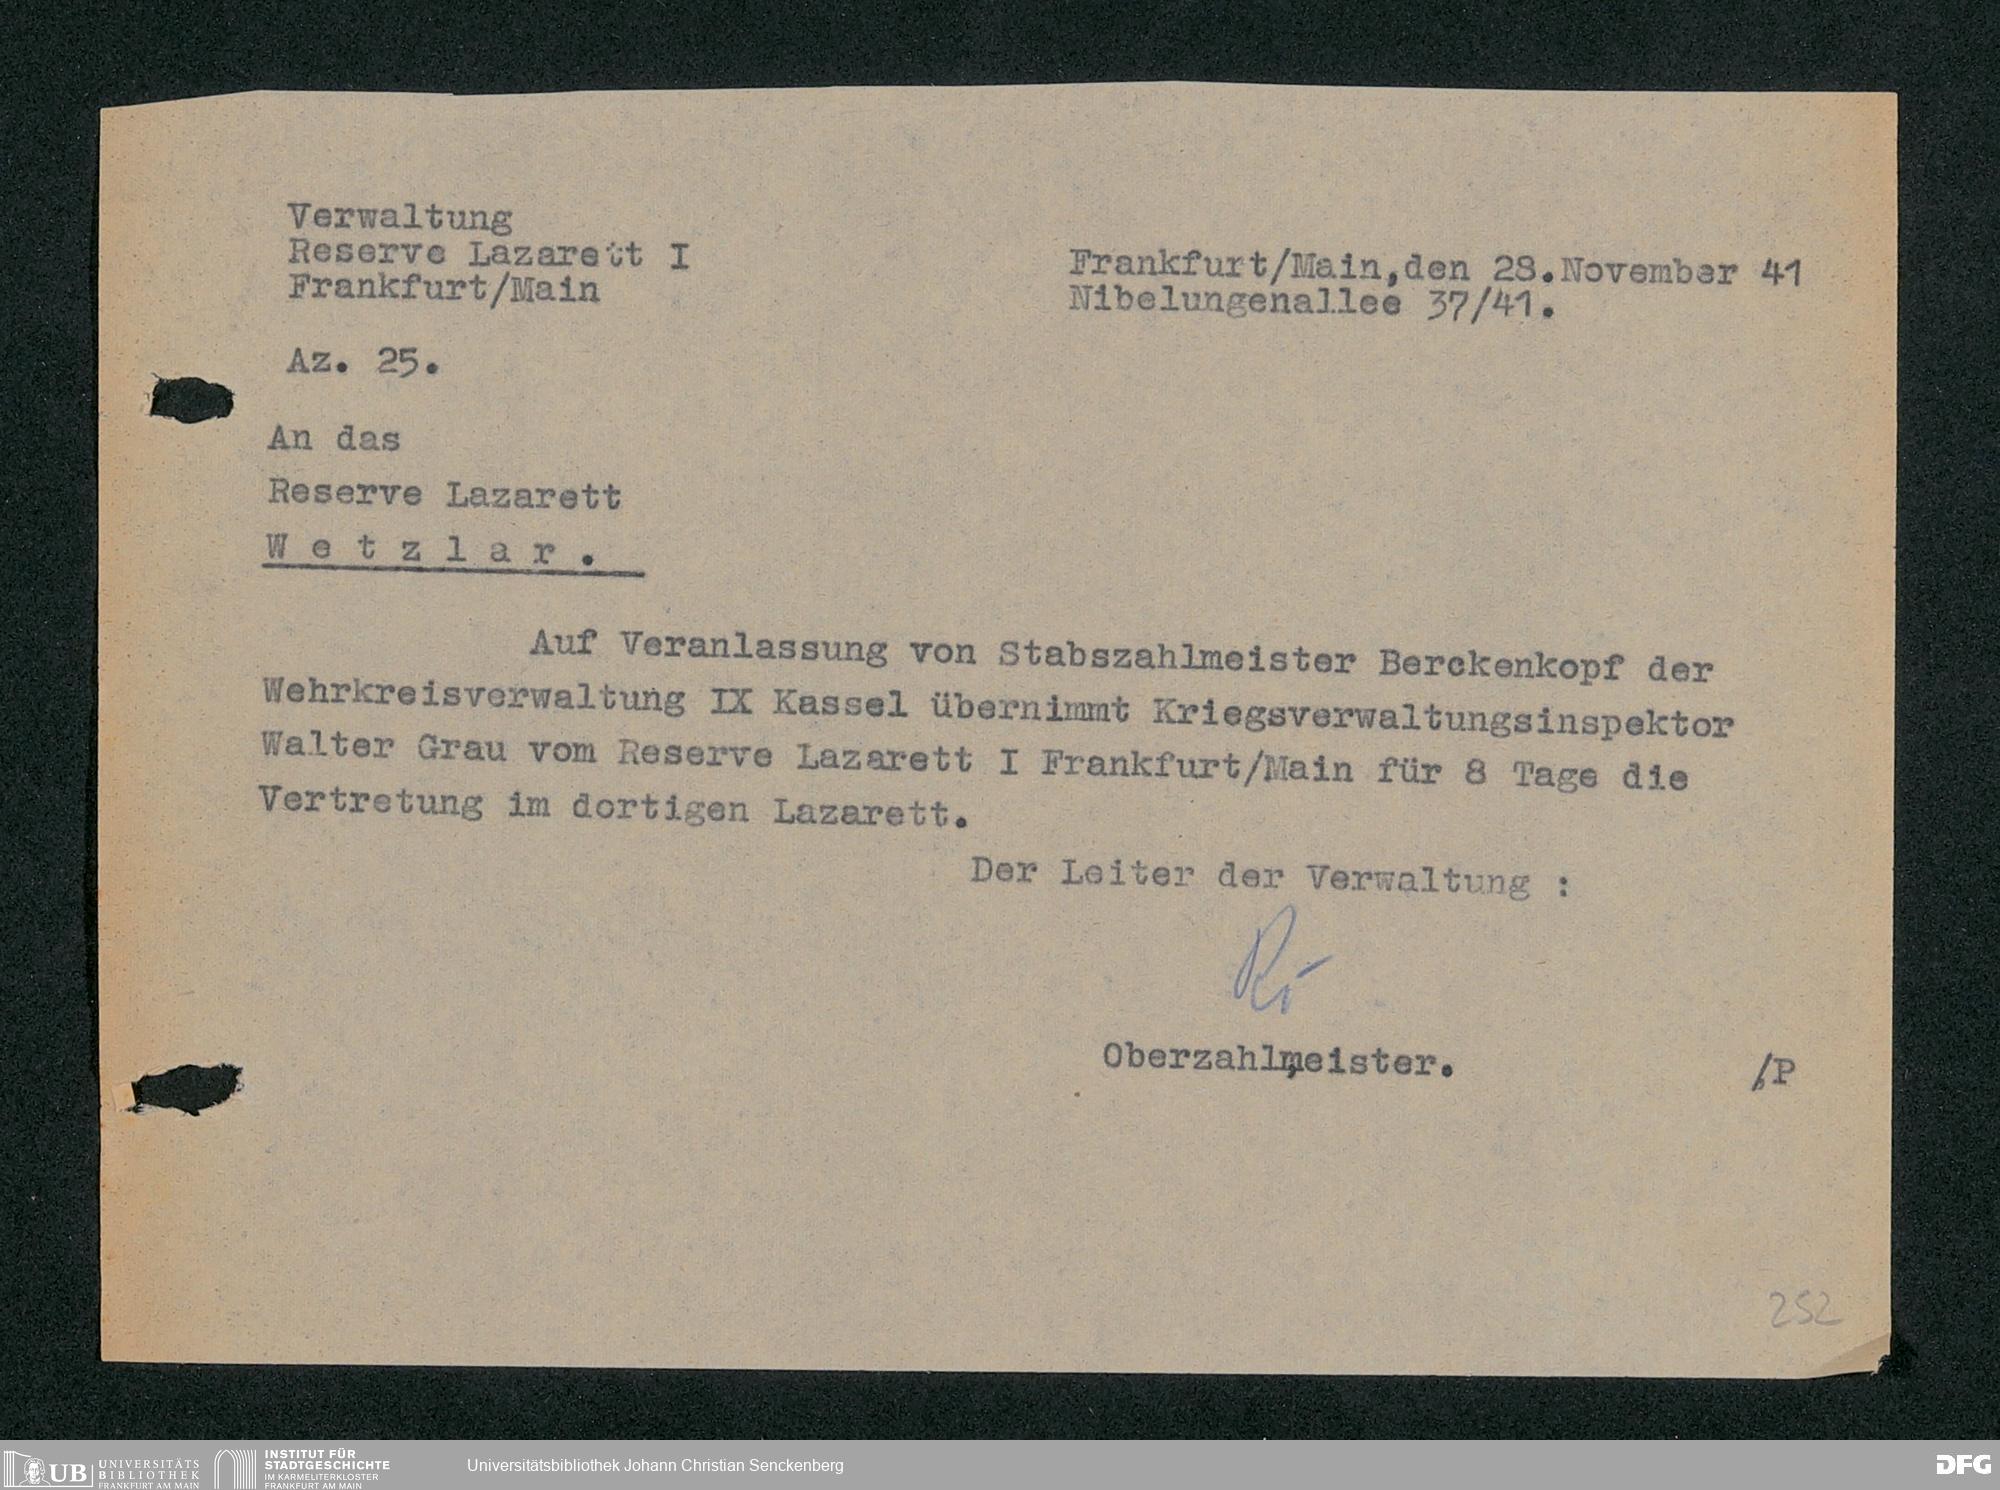 Verwaltung
Reserve Lazarett I
Frankfurt/Main
Frankfurt/Main,den 28.November 41
Nibelungenallee 37/41.
Az. 25.
An das
Reserve Lazarett
W e t z l a r .
Auf Veranlassung von Stabszahlmeister Berckenkopf der
Wehrkreisverwaltung IX Kassel übernimmt Kriegsverwaltungsinspektor
Walter Grau vom Reserve Lazarett I Frankfurt/Main für 8 Tage die
Vertretung im dortigen Lazarett.
Der Leiter der Verwaltung :
Oberzahlmeister.
/P
252
UB UNIVERSITÄTS
BIBLIOTHEK
FRANKFURT AM MAIN
INSTITUT FÜR
STADTGESCHICHTE
IM KARMELITERKLOSTER
FRANKFURT AM MAIN
Universitätsbibliothek Johann Christian Senckenberg
DFG